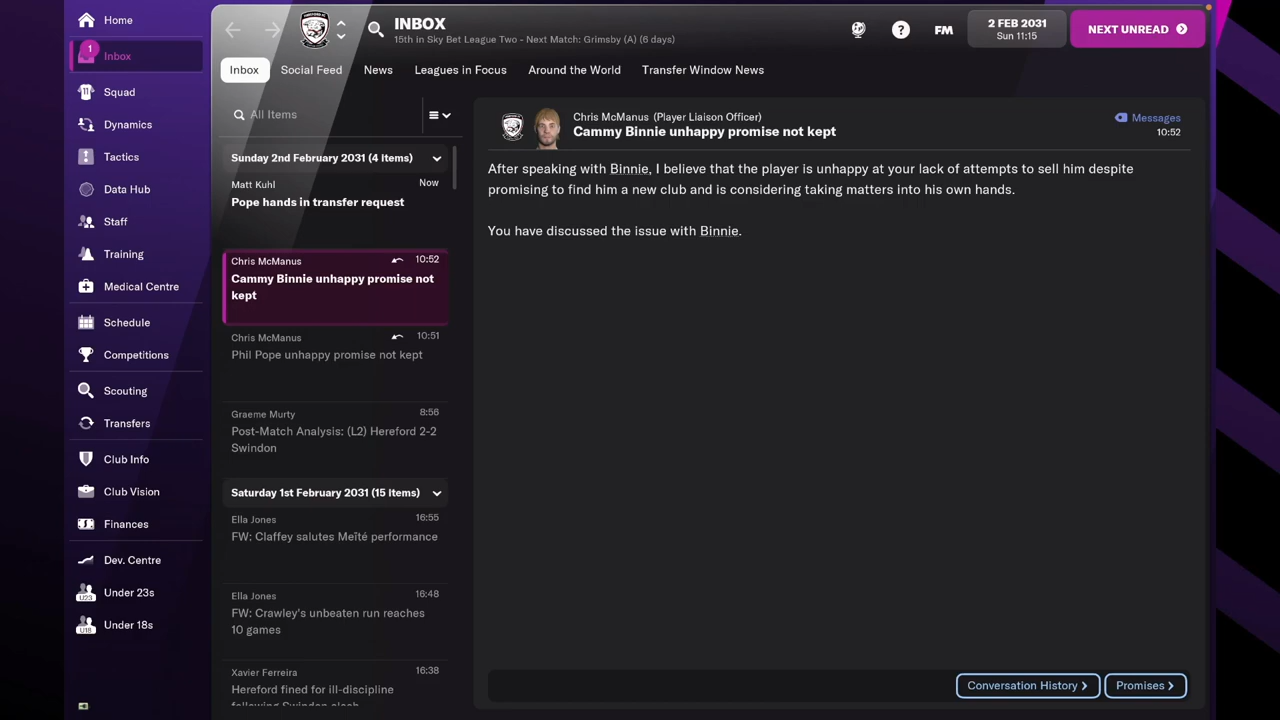 Home
1
Inbox
Squad
Dynamics
Tactics
Data Hub
Staff
Training
Medical Centre
Schedule
Competitions
Scouting
Transfers
Club Info
Club Vision
Finances
Dev. Centre
U23
Under 23s
U18
Under 18s
INBOX
15th in Sky Bet League Two - Next Match: Grimsby (A) (6 days)
?
FM
2 FEB 2031
Sun 11:15
NEXT UNREAD
Inbox
Social Feed
News
Leagues in Focus
Around the World
Transfer Window News
All Items
Sunday 2nd February 2031 (4 items)
Matt Kuhl
Now
Pope hands in transfer request
Chris McManus
10:52
Cammy Binnie unhappy promise not
kept
Chris McManus
10:51
Phil Pope unhappy promise not kept
Graeme Murty
8:56
Post-Match Analysis: (L2) Hereford 2-2
Swindon
Saturday 1st February 2031 (15 items)
Ella Jones
16:55
FW: Claffey salutes Meïté performance
Ella Jones
16:48
FW: Crawley's unbeaten run reaches
10 games
Xavier Ferreira
16:38
Hereford fined for ill-discipline
following Swindon clash
Chris McManus (Player Liaison Officer)
Cammy Binnie unhappy promise not kept
Messages
10:52
After speaking with Binnie, I believe that the player is unhappy at your lack of attempts to sell him despite
promising to find him a new club and is considering taking matters into his own hands.
You have discussed the issue with Binnie.
Conversation History
Promises